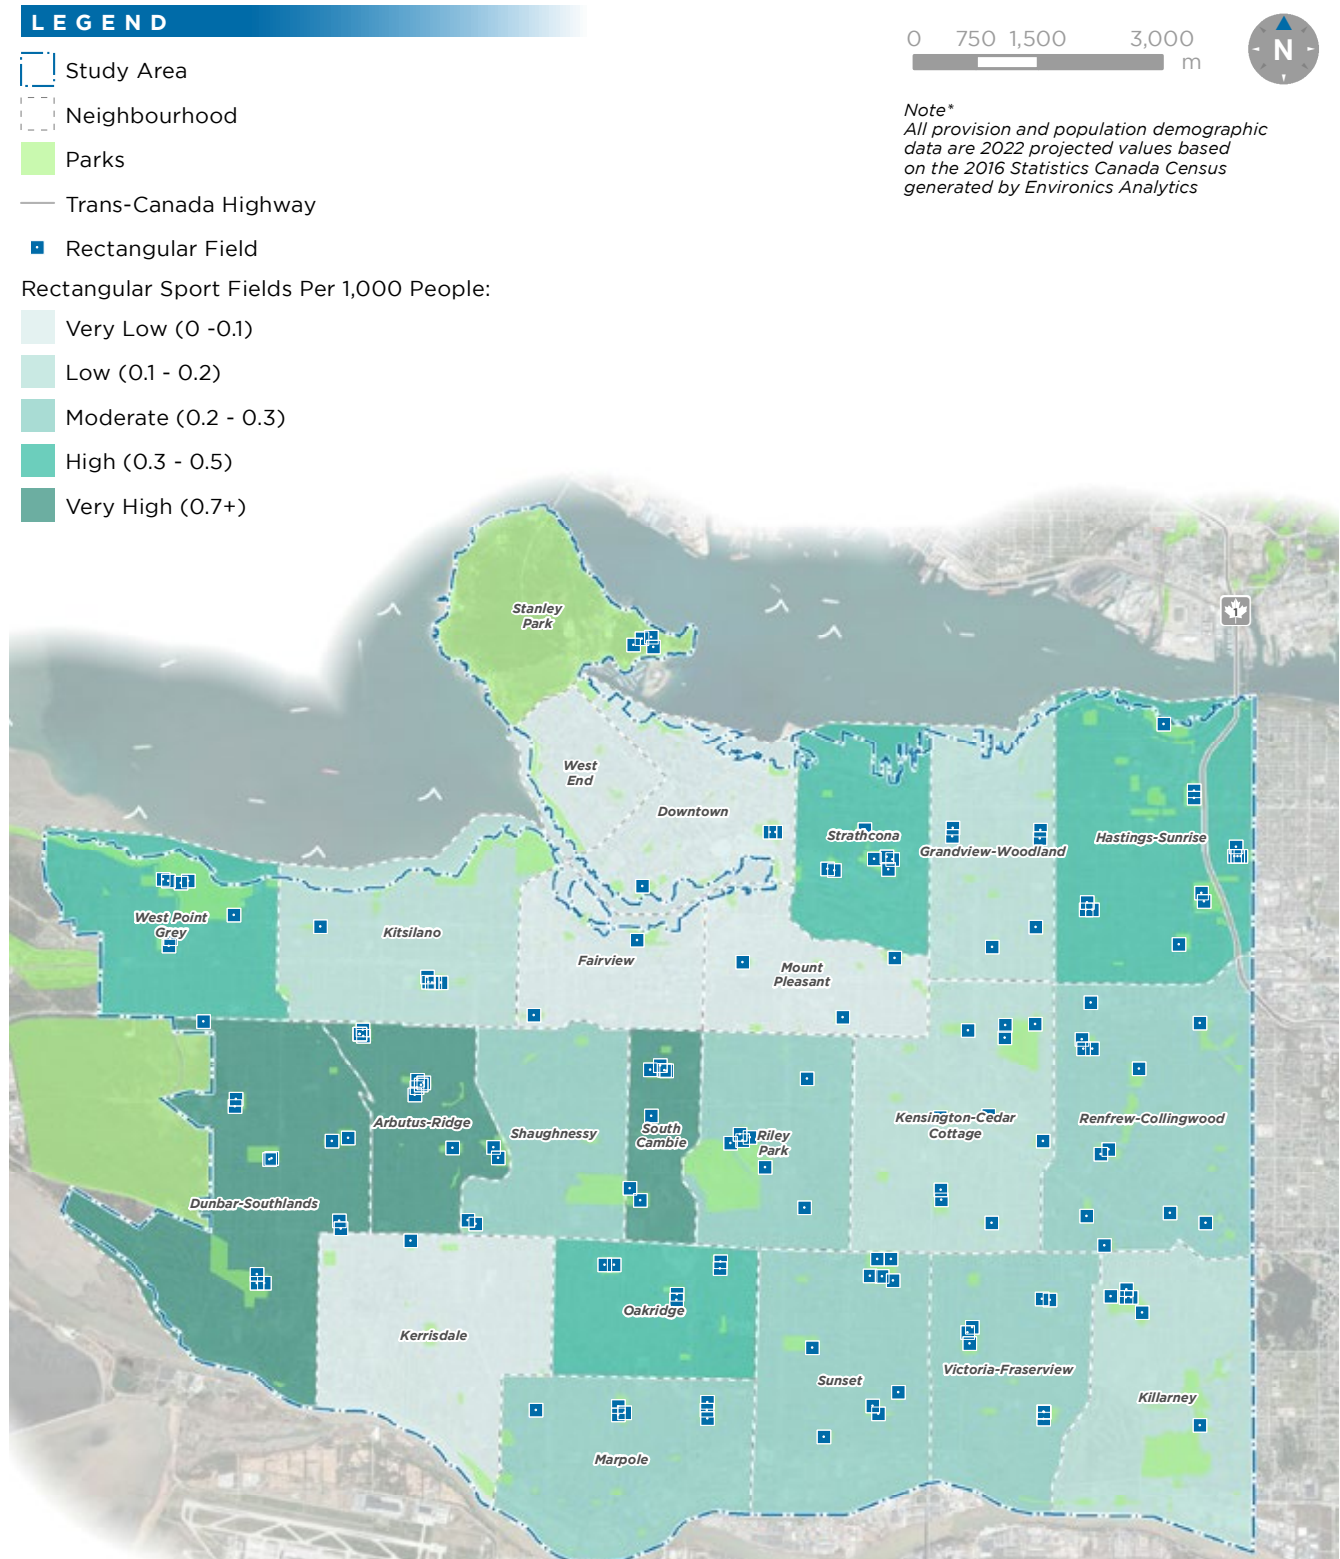 LEGEND
Study Area
Neighbourhood
Parks
Trans-Canada Highway
Rectangular Field
Rectangular Sport Fields Per 1,000 People:
Very Low (0 -0.1)
Low (0.1 - 0.2)
Moderate (0.2 - 0.3)
High (0.3 - 0.5)
Very High (0.7+)
0 750 1,500 3,000
m
N
Note*
All provision and population demographic
data are 2022 projected values based
on the 2016 Statistics Canada Census
generated by Environics Analytics
Stanley
Park
1
West
End
Downtown
Strathcona
Grandview-Woodland
Hastings-Sunrise
West Point
Grey
Kitsilano
Fairview
Mount
Pleasant
Arbutus-Ridge
Shaughnessy
South
Cambie
Riley
Park
Kensington-Cedar
Cottage
Renfrew-Collingwood
Dunbar-Southlands
Kerrisdale
Oakridge
Sunset
Victoria-Fraserview
Killarney
Marpole